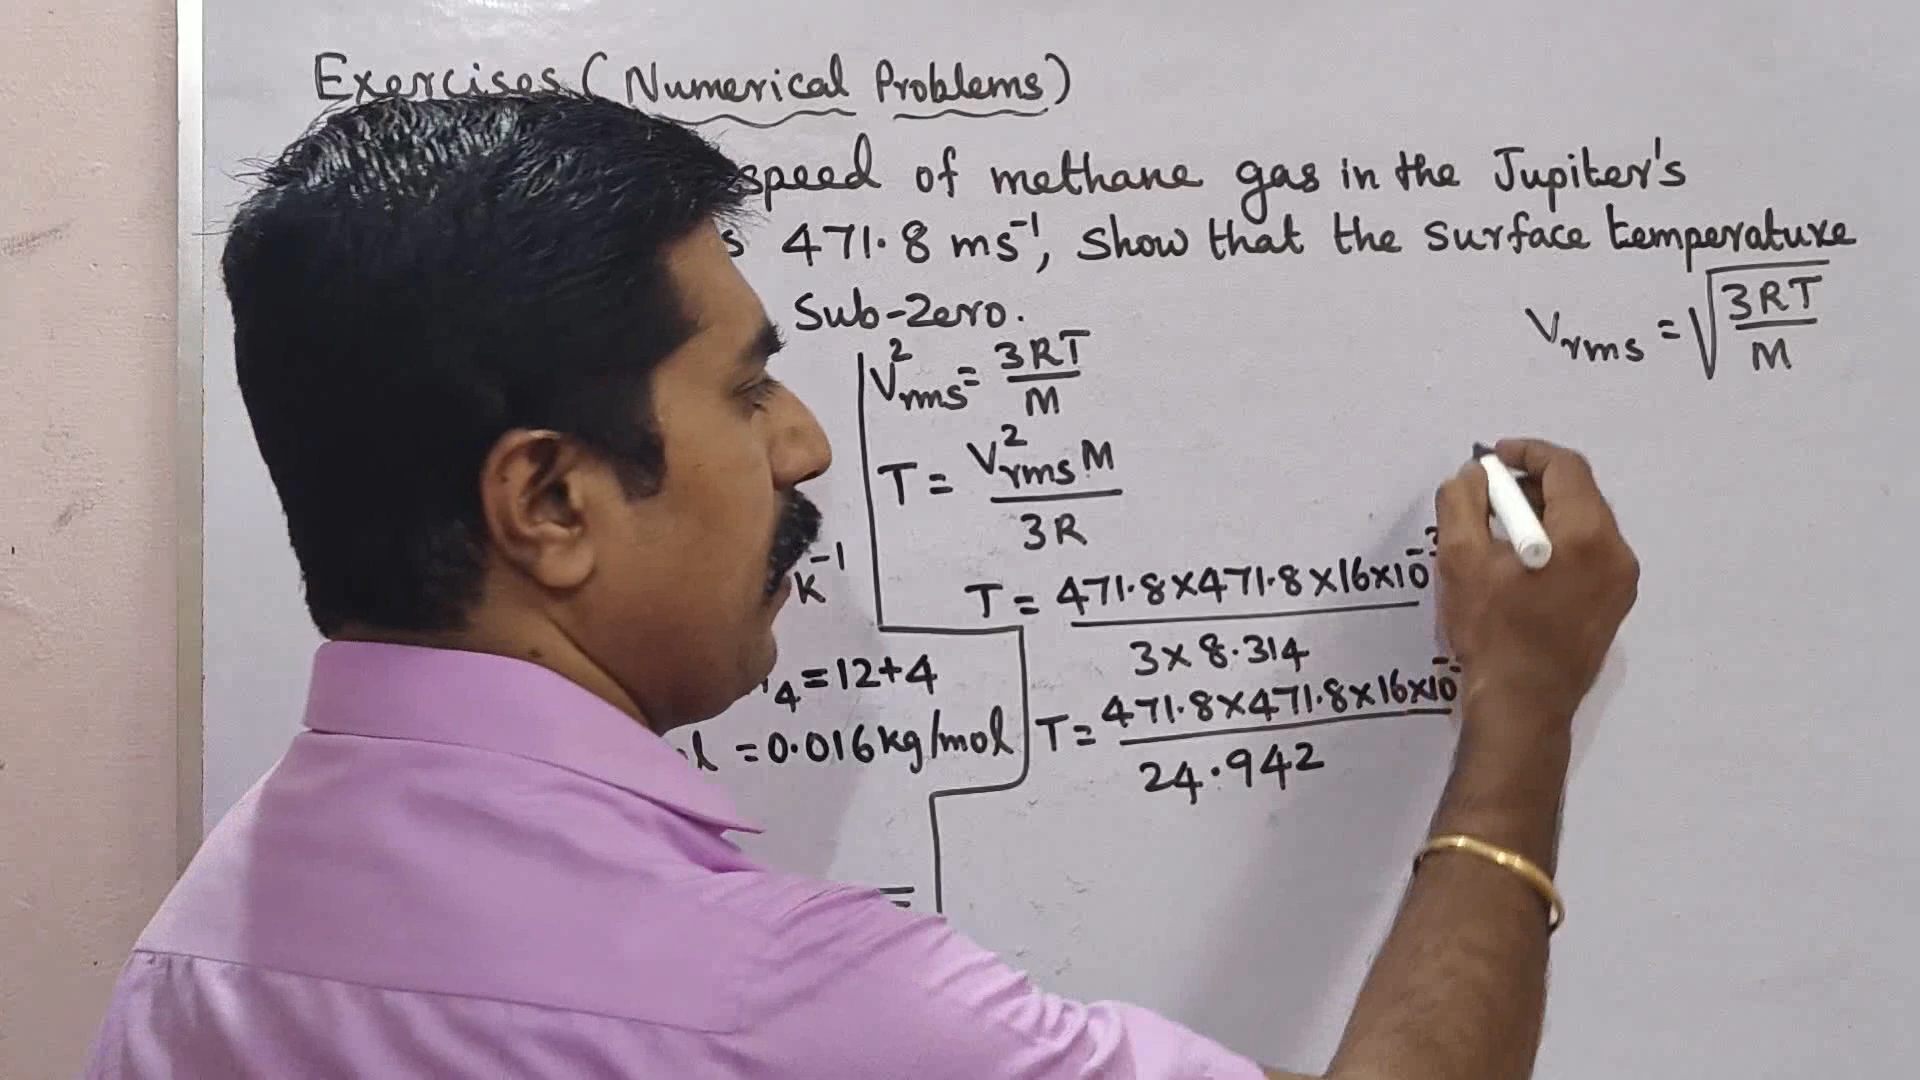 Exercises (Numerical Problems)
speed of methane gas in the Jupiter's
s 471.8 ms⁻¹, show that the surface temperature
sub-zero.
Vrms = √(3RT/M)
V²rms = 3RT/M
T = V²rms M/3R
K⁻¹
T = 471.8×471.8×16×10⁻³/3×8.314
4 = 12+4
= 0.016 kg/mol
T = 471.8×471.8×16×10⁻/24.942